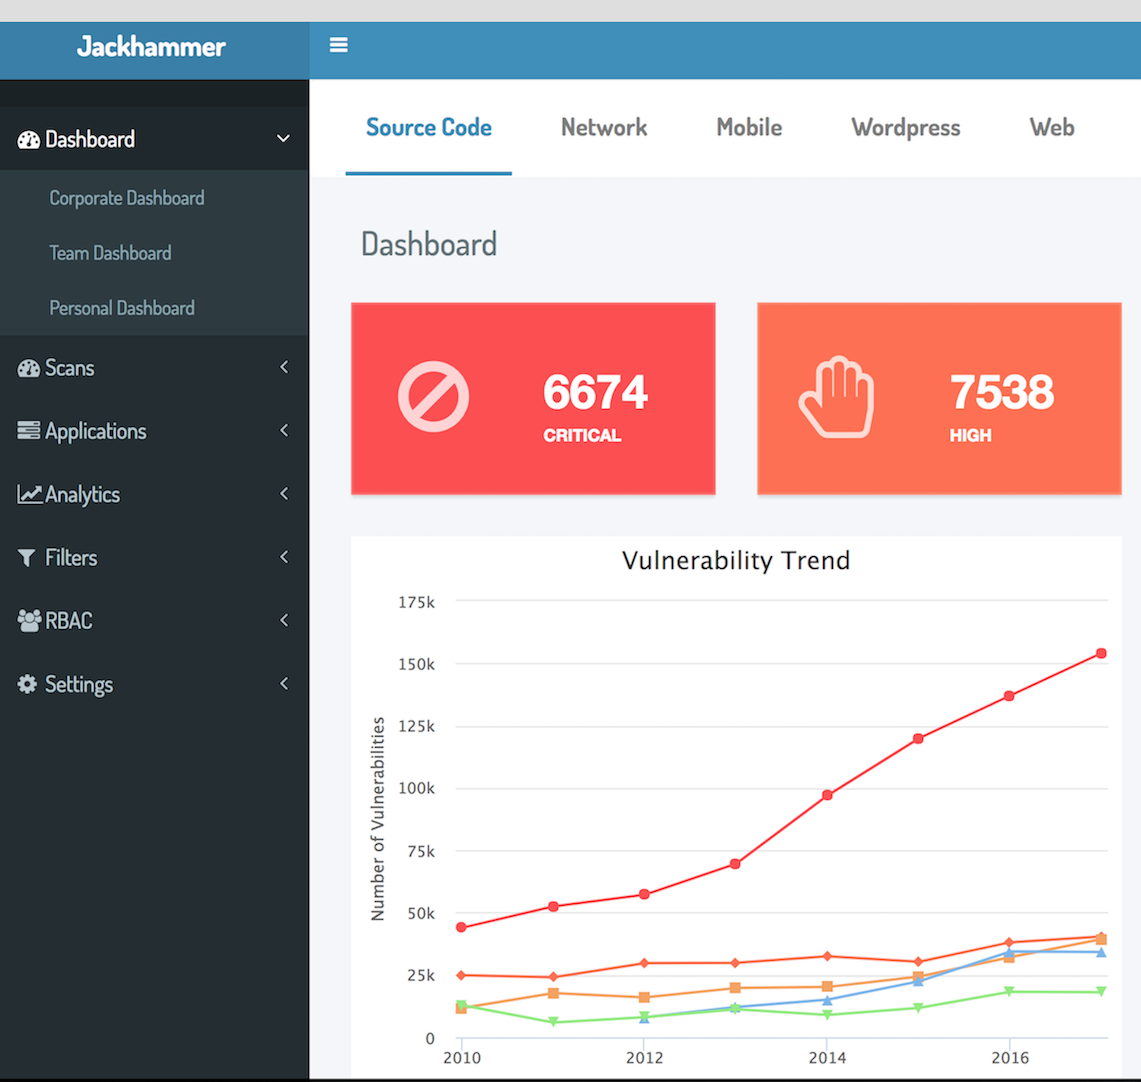 Jackhammer
Dashboard
Corporate Dashboard
Team Dashboard
Personal Dashboard
Scans
Applications
Analytics
Filters
RBAC
Settings
Source Code
Network
Mobile
Wordpress
Web
Dashboard
6674
CRITICAL
7538
HIGH
Vulnerability Trend
Number of Vulnerabilities
175k
150k
125k
100k
75k
50k
25k
0
2010
2012
2014
2016